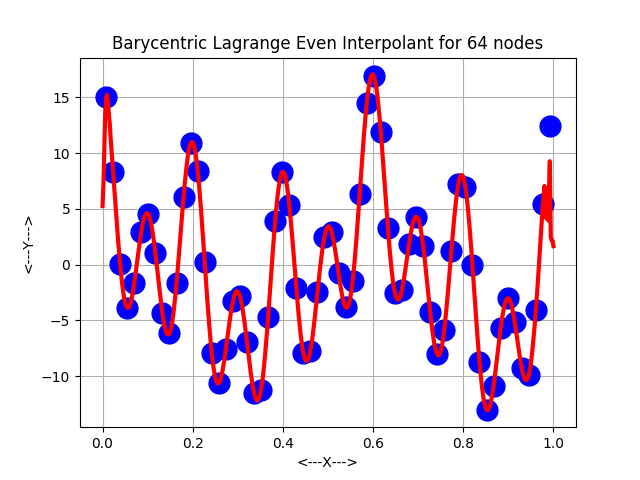 Barycentric Lagrange Even Interpolant for 64 nodes
<---Y--->
15
10
5
0
−5
−10
0.0 0.2 0.4 0.6 0.8 1.0
<---X--->